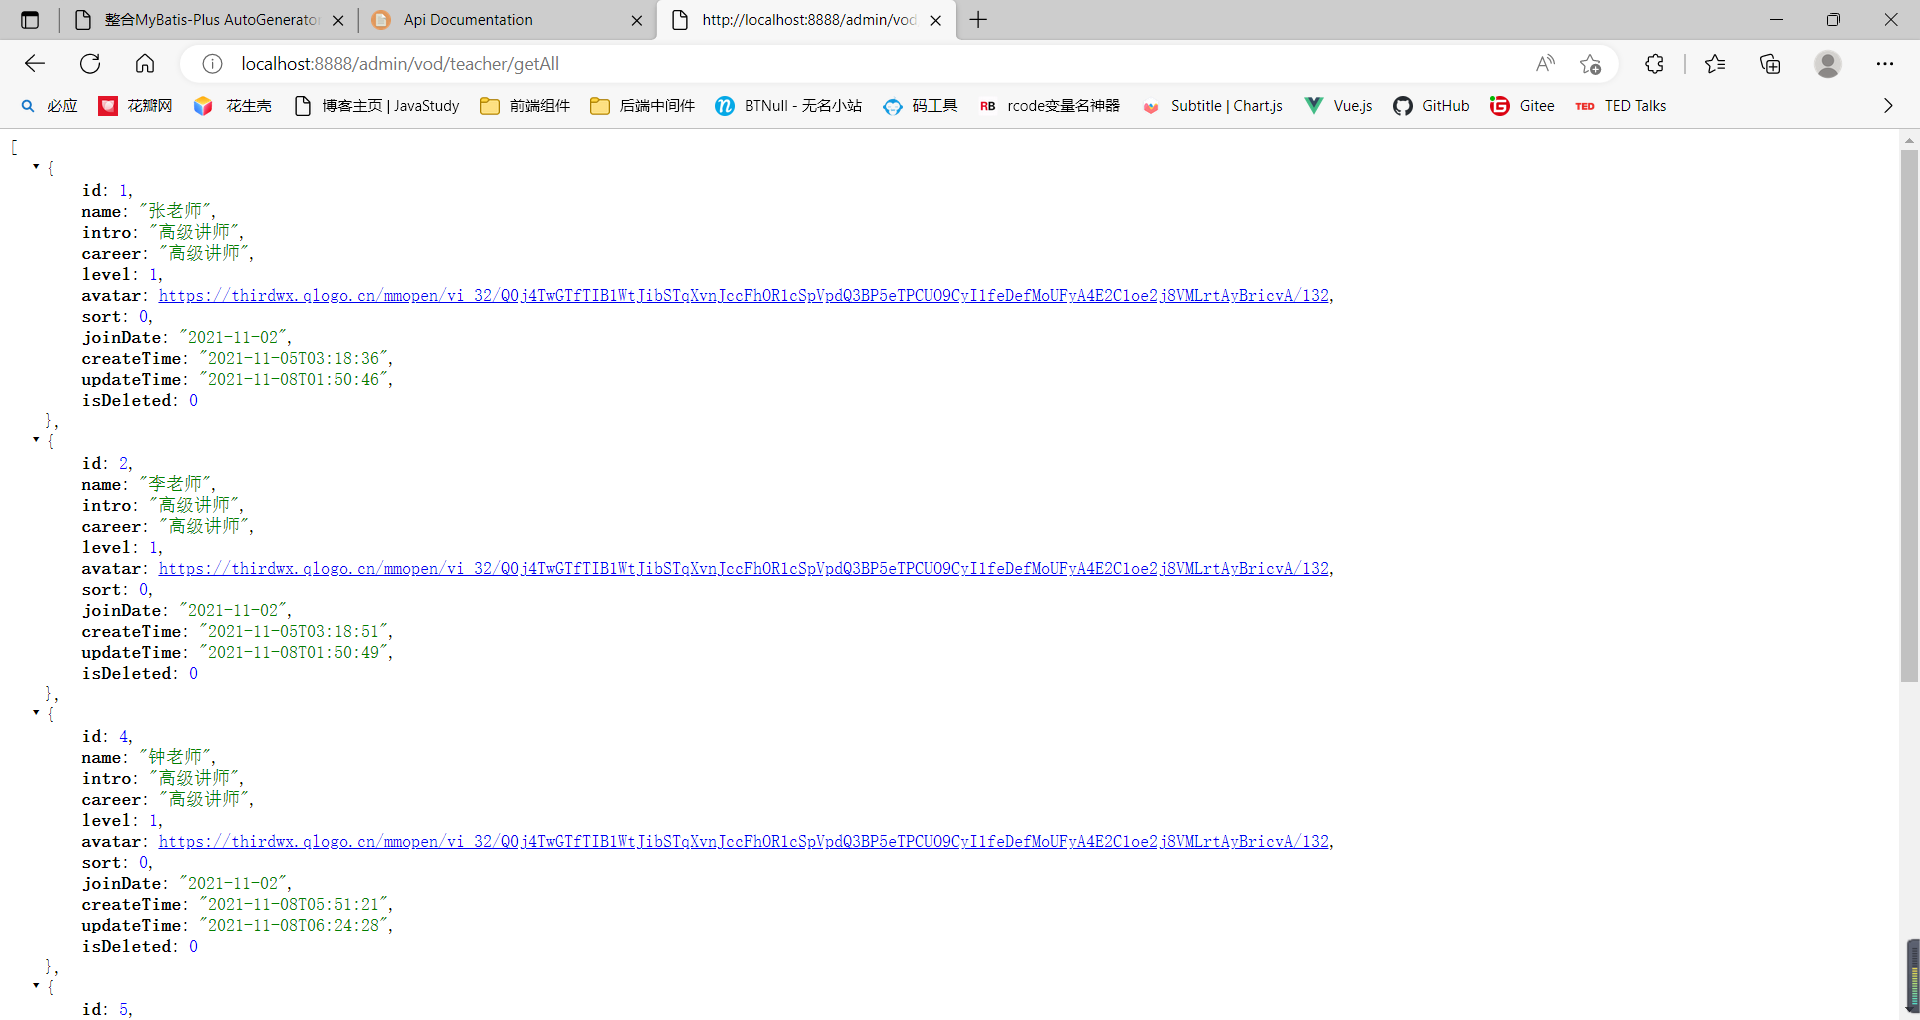 整合MyBatis-Plus AutoGenerato
Api Documentation
http://localhost:8888/admin/vod
localhost:8888/admin/vod/teacher/getAll
必应 花瓣网 花生壳 博客主页 | JavaStudy 前端组件 后端中间件 BTNull - 无名小站 码工具 RB rcode变量名神器 Subtitle | Chart.js Vue.js GitHub Gitee TED TED Talks
[
{
id: 1,
name: "张老师",
intro: "高级讲师",
career: "高级讲师",
level: 1,
avatar: https://thirdwx.qlogo.cn/mmopen/vi_32/Q0j4TwGTfTIB1WtJibSTqXvnJccFhOR1cSpVpdQ3BP5eTPCUO9CyI1feDefMoUFyA4E2C1oe2j8VMLrtAyBricvA/132,
sort: 0,
joinDate: "2021-11-02",
createTime: "2021-11-05T03:18:36",
updateTime: "2021-11-08T01:50:46",
isDeleted: 0
},
{
id: 2,
name: "李老师",
intro: "高级讲师",
career: "高级讲师",
level: 1,
avatar: https://thirdwx.qlogo.cn/mmopen/vi_32/Q0j4TwGTfTIB1WtJibSTqXvnJccFhOR1cSpVpdQ3BP5eTPCUO9CyI1feDefMoUFyA4E2C1oe2j8VMLrtAyBricvA/132,
sort: 0,
joinDate: "2021-11-02",
createTime: "2021-11-05T03:18:51",
updateTime: "2021-11-08T01:50:49",
isDeleted: 0
},
{
id: 4,
name: "钟老师",
intro: "高级讲师",
career: "高级讲师",
level: 1,
avatar: https://thirdwx.qlogo.cn/mmopen/vi_32/Q0j4TwGTfTIB1WtJibSTqXvnJccFhOR1cSpVpdQ3BP5eTPCUO9CyI1feDefMoUFyA4E2C1oe2j8VMLrtAyBricvA/132,
sort: 0,
joinDate: "2021-11-02",
createTime: "2021-11-08T05:51:21",
updateTime: "2021-11-08T06:24:28",
isDeleted: 0
},
{
id: 5,